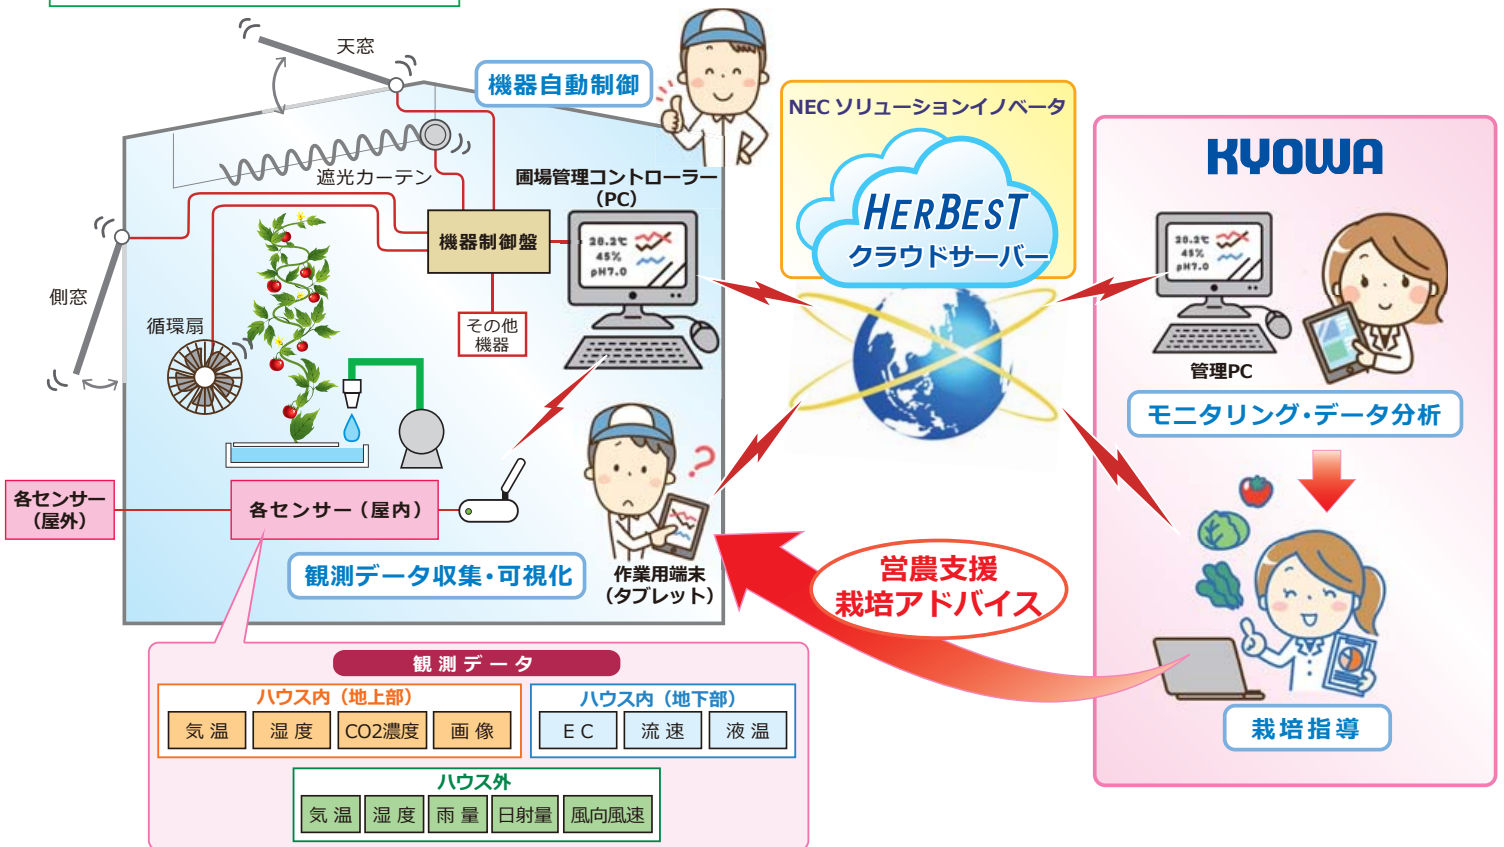 天窓
機器自動制御
遮光カーテン
圃場管理コントローラー
（PC）
機器制御盤
28.2℃
45%
pH7.0
側窓
循環扇
その他
機器
各センサー
（屋外）
各センサー（屋内）
観測データ収集・可視化
?
作業用端末
（タブレット）
NEC ソリューションイノベータ
HERBEST
クラウドサーバー
KYOWA
28.2℃
45%
pH7.0
管理PC
モニタリング・データ分析
営農支援
栽培アドバイス
栽培指導
観測データ
ハウス内（地上部）
気温 湿度 CO2濃度 画像
ハウス内（地下部）
EC 流速 液温
ハウス外
気温 湿度 雨量 日射量 風向風速